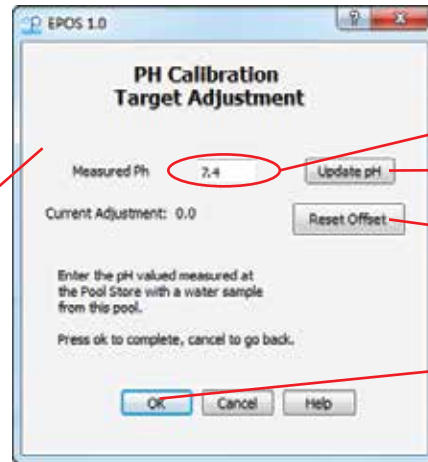 EPOS 1.0
PH Calibration
Target Adjustment
Measured Ph 7.4 Update pH
Current Adjustment: 0.0 Reset Offset
Enter the pH valued measured at
the Pool Store with a water sample
from this pool.
Press ok to complete, cancel to go back.
OK Cancel Help